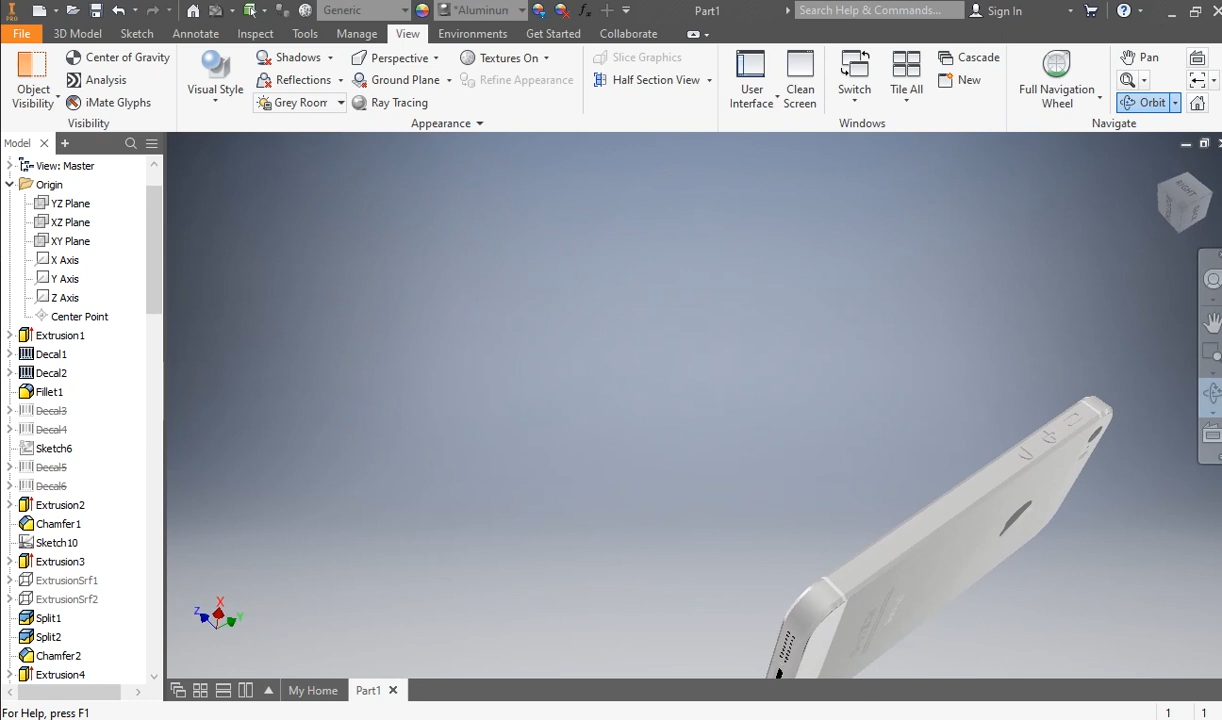 PRO
Generic
*Aluminun
fx
Part1
Search Help & Commands...
Sign In
File
3D Model
Sketch
Annotate
Inspect
Tools
Manage
View
Environments
Get Started
Collaborate
Object
Visibility
Center of Gravity
Analysis
iMate Glyphs
Visibility
Visual Style
Shadows
Reflections
Grey Room
Perspective
Ground Plane
Ray Tracing
Textures On
Refine Appearance
Appearance
Slice Graphics
Half Section View
User
Interface
Clean
Screen
Switch
Tile All
Cascade
New
Windows
Full Navigation
Wheel
Pan
Orbit
Navigate
Model
View: Master
Origin
YZ Plane
XZ Plane
XY Plane
X Axis
Y Axis
Z Axis
Center Point
Extrusion1
Decal1
Decal2
Fillet1
Decal3
Decal4
Sketch6
Decal5
Decal6
Extrusion2
Chamfer1
Sketch10
Extrusion3
ExtrusionSrf1
ExtrusionSrf2
Split1
Split2
Chamfer2
Extrusion4
RIGHT
X
Z
Y
My Home
Part1
For Help, press F1
1
1